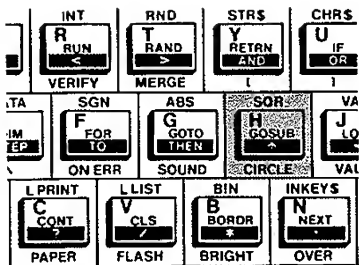 INT RND STR$ CHR$
R T Y U
RUN RAND RETRN IF
< > AND OR
VERIFY MERGE [ ]
SGN ABS SQR
F G H J
FOR GOTO GOSUB
TO THEN ↑
ON ERR SOUND CIRCLE
L PRINT L LIST BIN INKEY$
C V B N
CONT CLS BORDR NEXT
? / * .
PAPER FLASH BRIGHT OVER